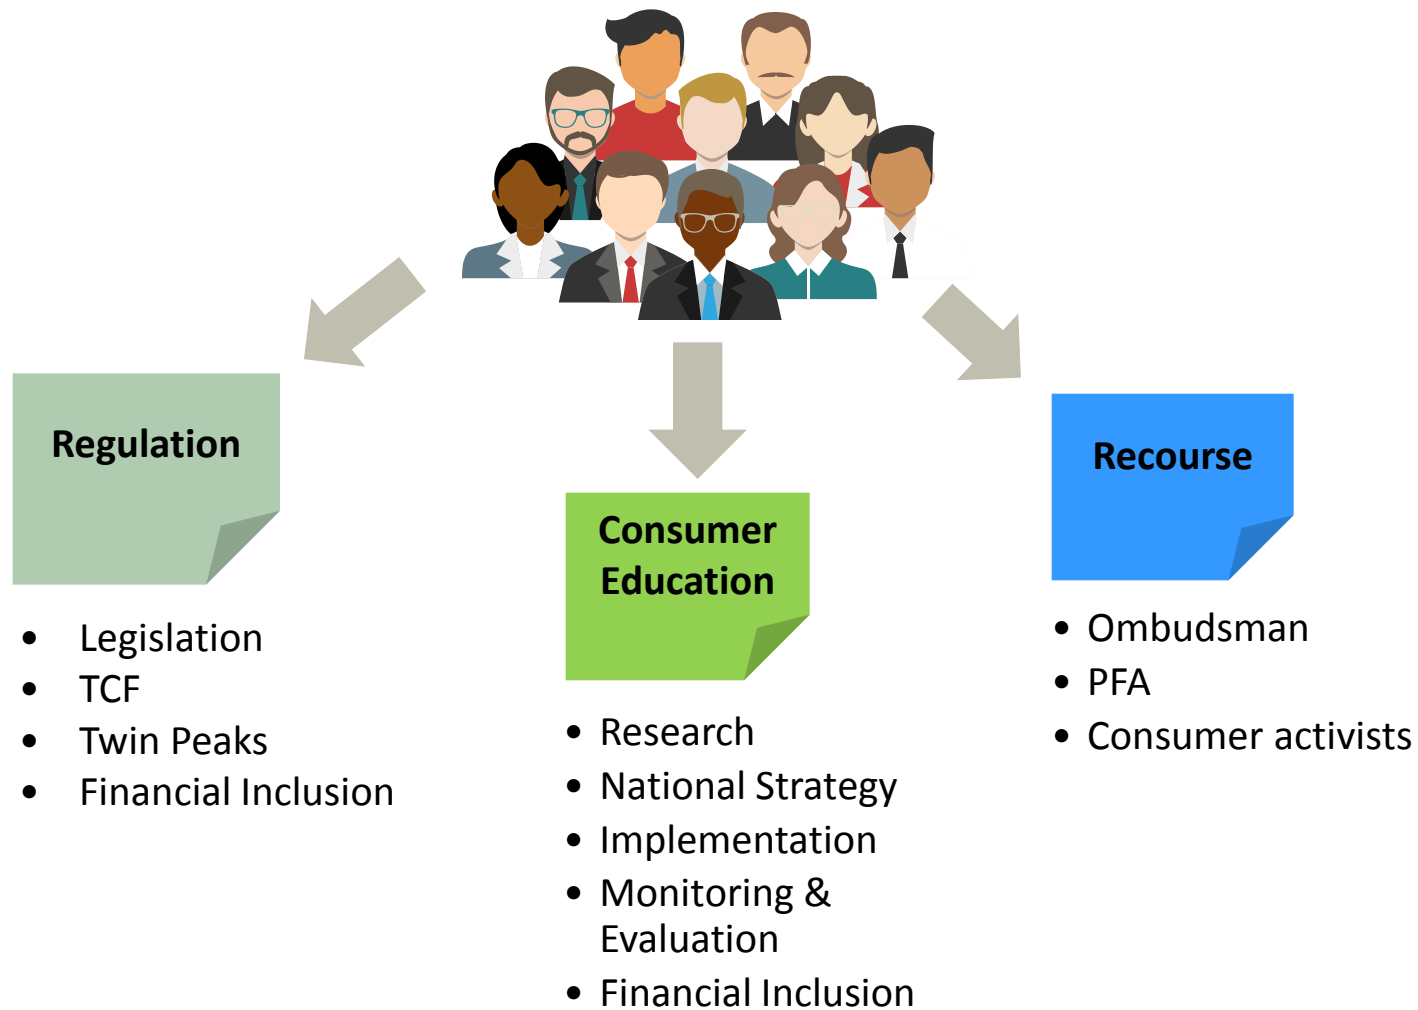 Regulation
• Legislation
• TCF
• Twin Peaks
• Financial Inclusion
Consumer
Education
• Research
• National Strategy
• Implementation
• Monitoring &
Evaluation
• Financial Inclusion
Recourse
• Ombudsman
• PFA
• Consumer activists